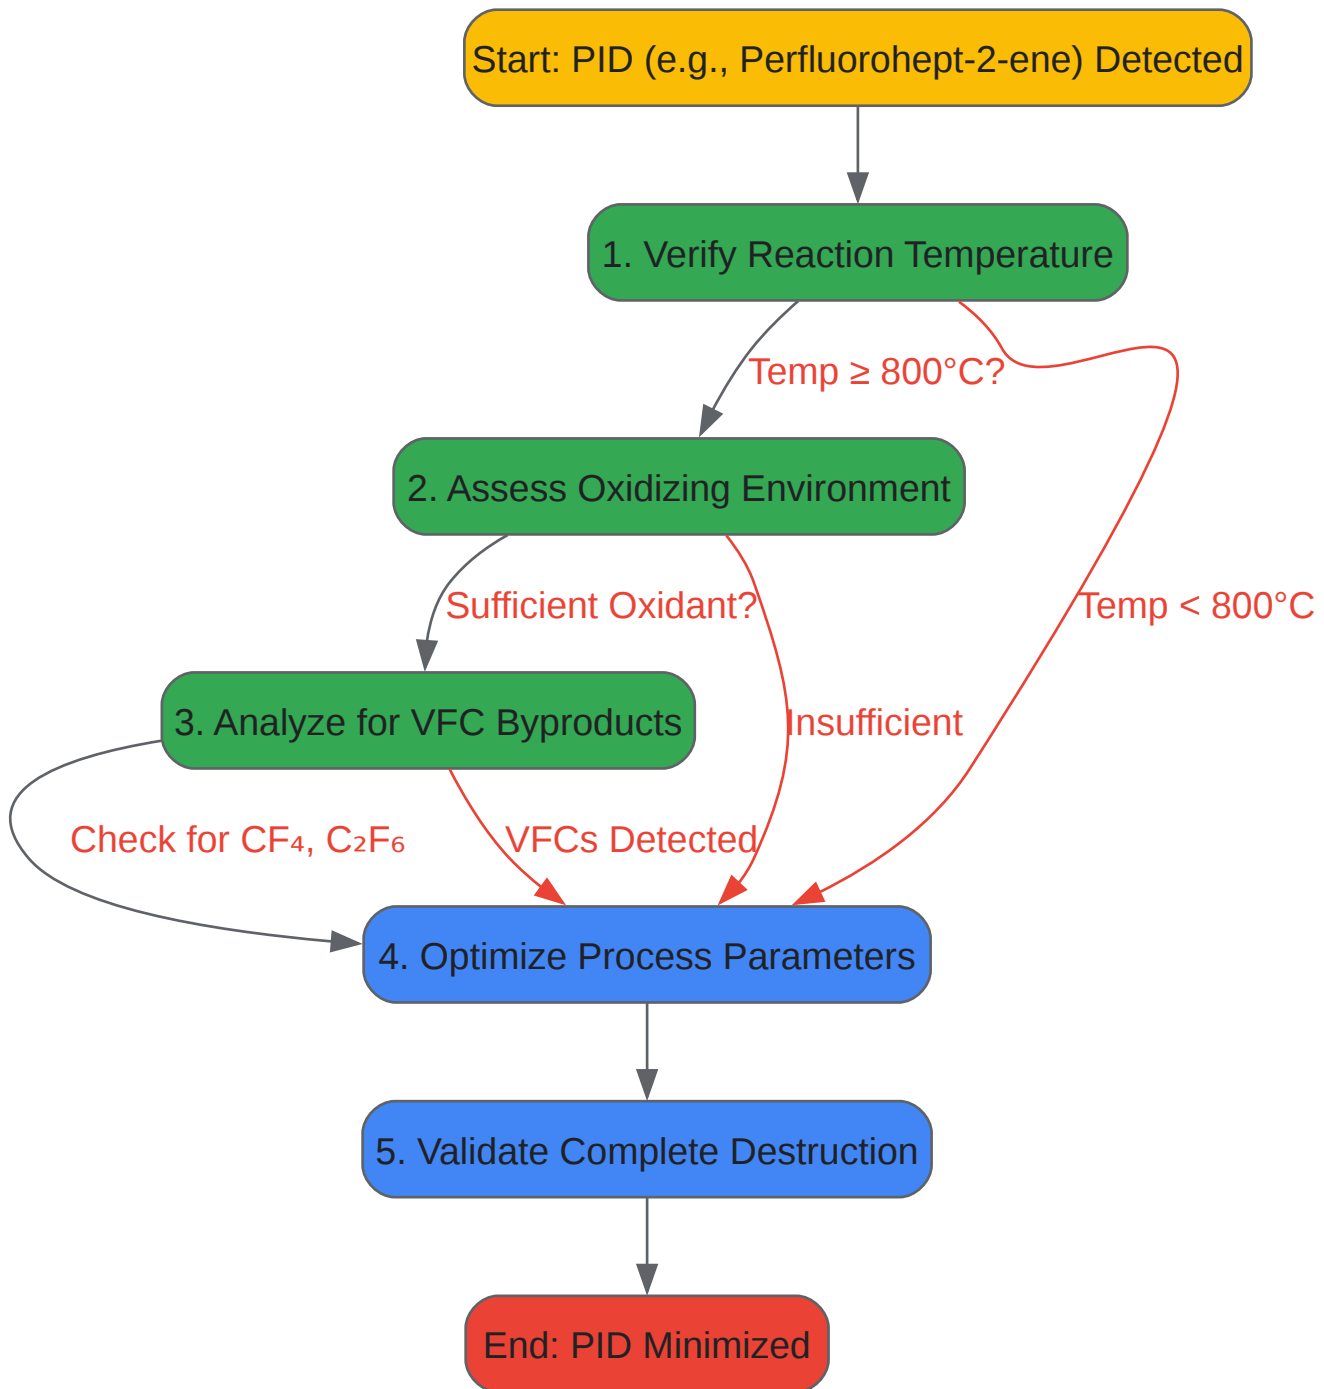 Start: PID (e.g., Perfluorohept-2-ene) Detected
1. Verify Reaction Temperature
Temp ≥ 800°C?
2. Assess Oxidizing Environment
Sufficient Oxidant?
Temp < 800°C
3. Analyze for VFC Byproducts
Insufficient
Check for CF₄, C₂F₆
VFCs Detected
4. Optimize Process Parameters
5. Validate Complete Destruction
End: PID Minimized